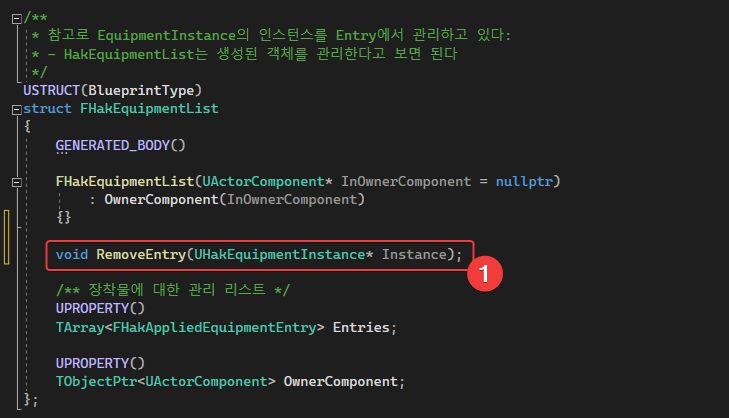 /**
 * 참고로 EquipmentInstance의 인스턴스를 Entry에서 관리하고 있다:
 * - HakEquipmentList는 생성된 객체를 관리한다고 보면 된다
 */
USTRUCT(BlueprintType)
struct FHakEquipmentList
{
    GENERATED_BODY()
    FHakEquipmentList(UActorComponent* InOwnerComponent = nullptr)
        : OwnerComponent(InOwnerComponent)
    {}
    void RemoveEntry(UHakEquipmentInstance* Instance);
1
    /** 장착물에 대한 관리 리스트 */
    UPROPERTY()
    TArray<FHakAppliedEquipmentEntry> Entries;
    UPROPERTY()
    TObjectPtr<UActorComponent> OwnerComponent;
};